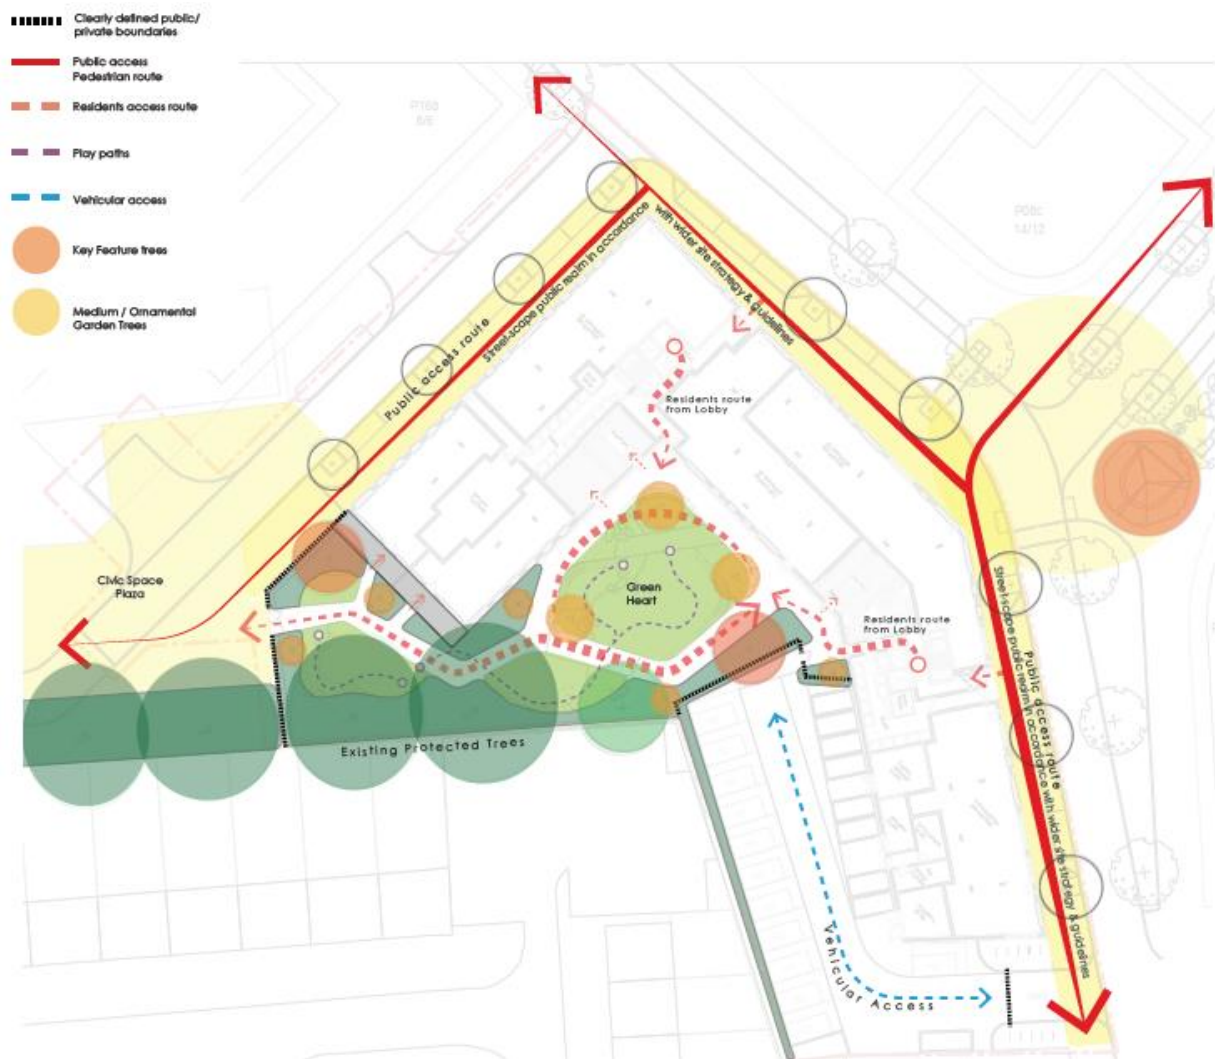 Clearly defined public/
private boundaries
Public access
Pedestrian route
Residents access route
Play paths
Vehicular access
Key Feature trees
Medium / Ornamental
Garden Trees
Public access route
Street-scape public realm in accordance
with wider site strategy & guidelines
Residents route
from Lobby
Civic Space
Plaza
Green
Heart
Residents route
from Lobby
Existing Protected Trees
Public access route
Street-scape public realm in accordance with wider site strategy & guidelines
Vehicular Access